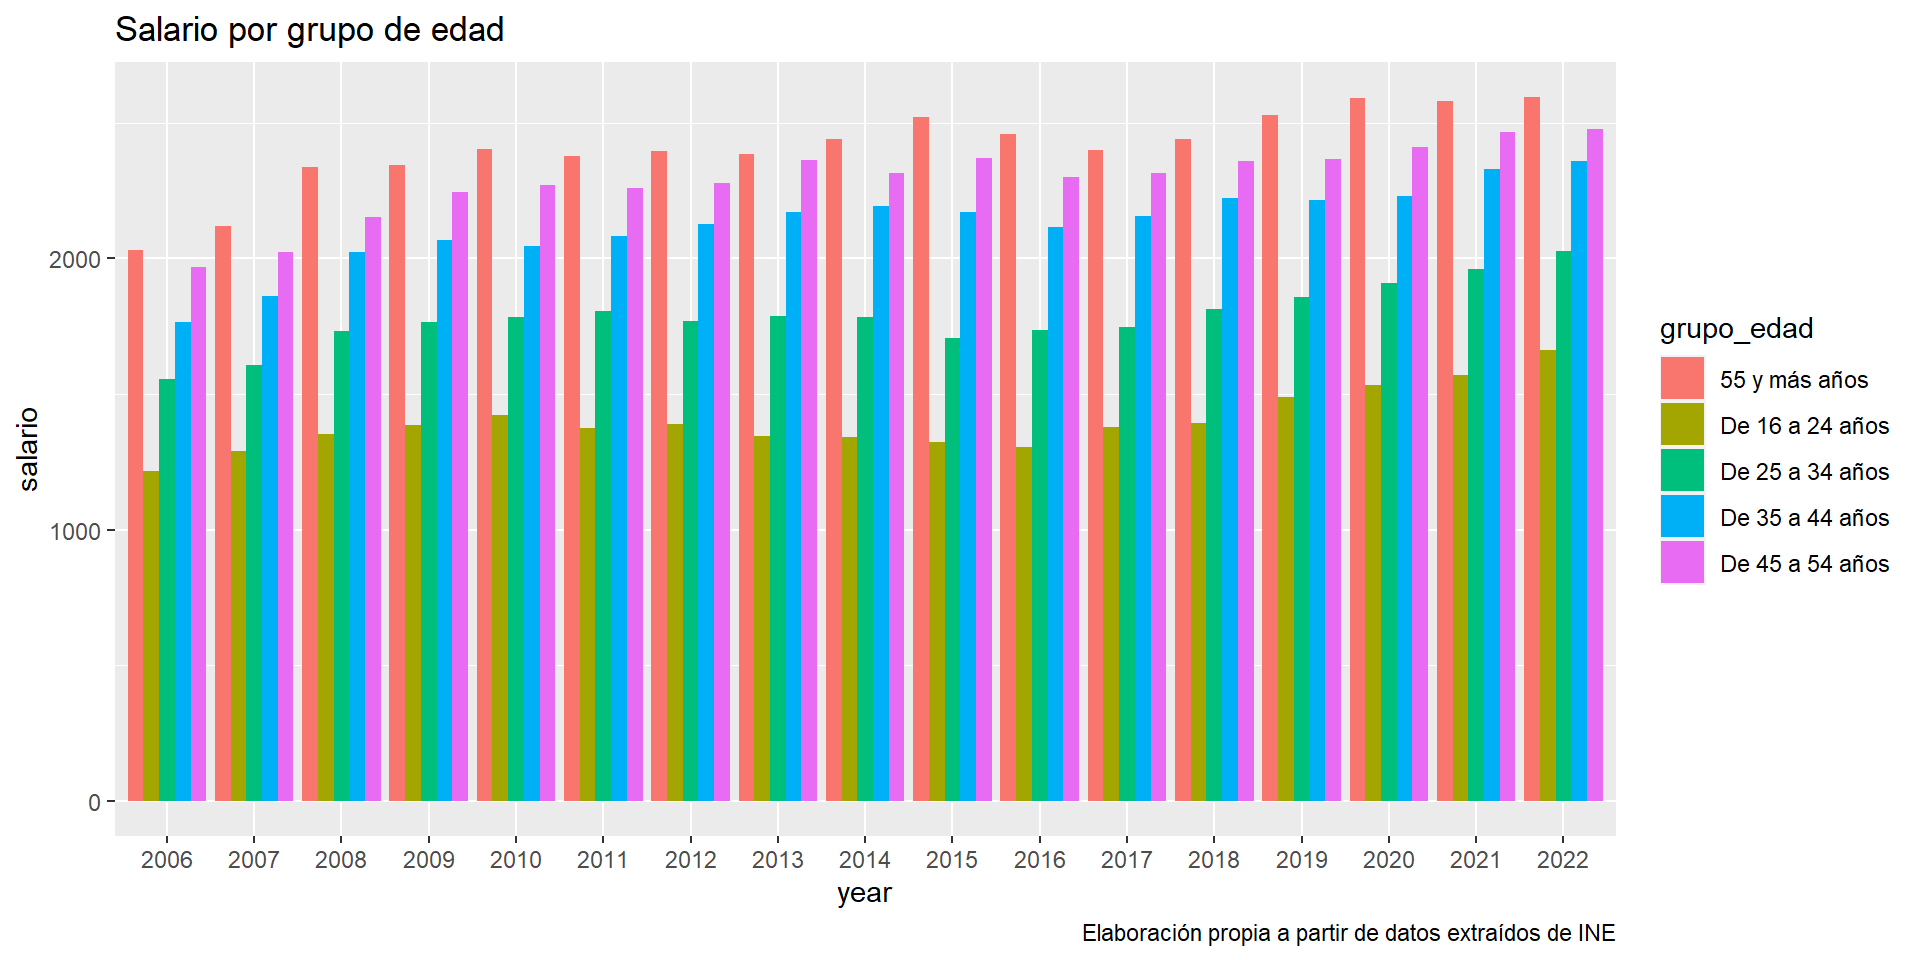 Salario por grupo de edad
salario
2000
1000
0
2006 2007 2008 2009 2010 2011 2012 2013 2014 2015 2016 2017 2018 2019 2020 2021 2022
year
grupo_edad
55 y más años
De 16 a 24 años
De 25 a 34 años
De 35 a 44 años
De 45 a 54 años
Elaboración propia a partir de datos extraídos de INE